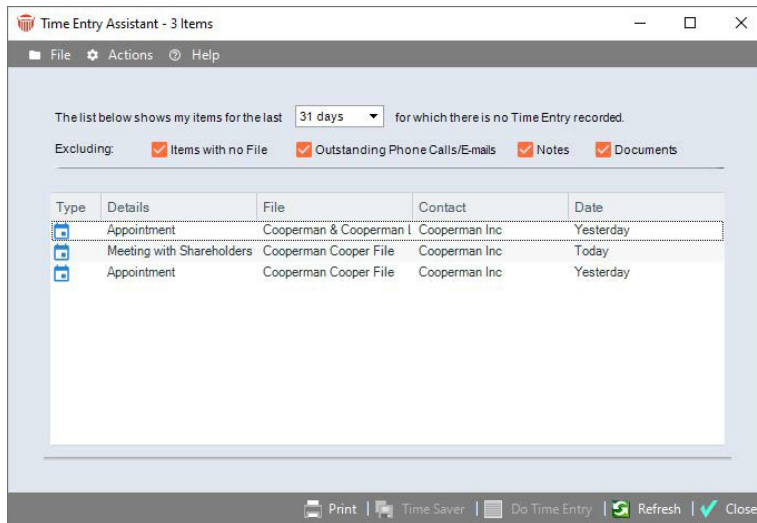 Time Entry Assistant - 3 Items
File Actions Help
The list below shows my items for the last 31 days for which there is no Time Entry recorded.
Excluding: Items with no File Outstanding Phone Calls/E-mails Notes Documents
Type Details File Contact Date
Appointment Cooperman & Cooperman L Cooperman Inc Yesterday
Meeting with Shareholders Cooperman Cooper File Cooperman Inc Today
Appointment Cooperman Cooper File Cooperman Inc Yesterday
Print | Time Saver | Do Time Entry | Refresh | Close